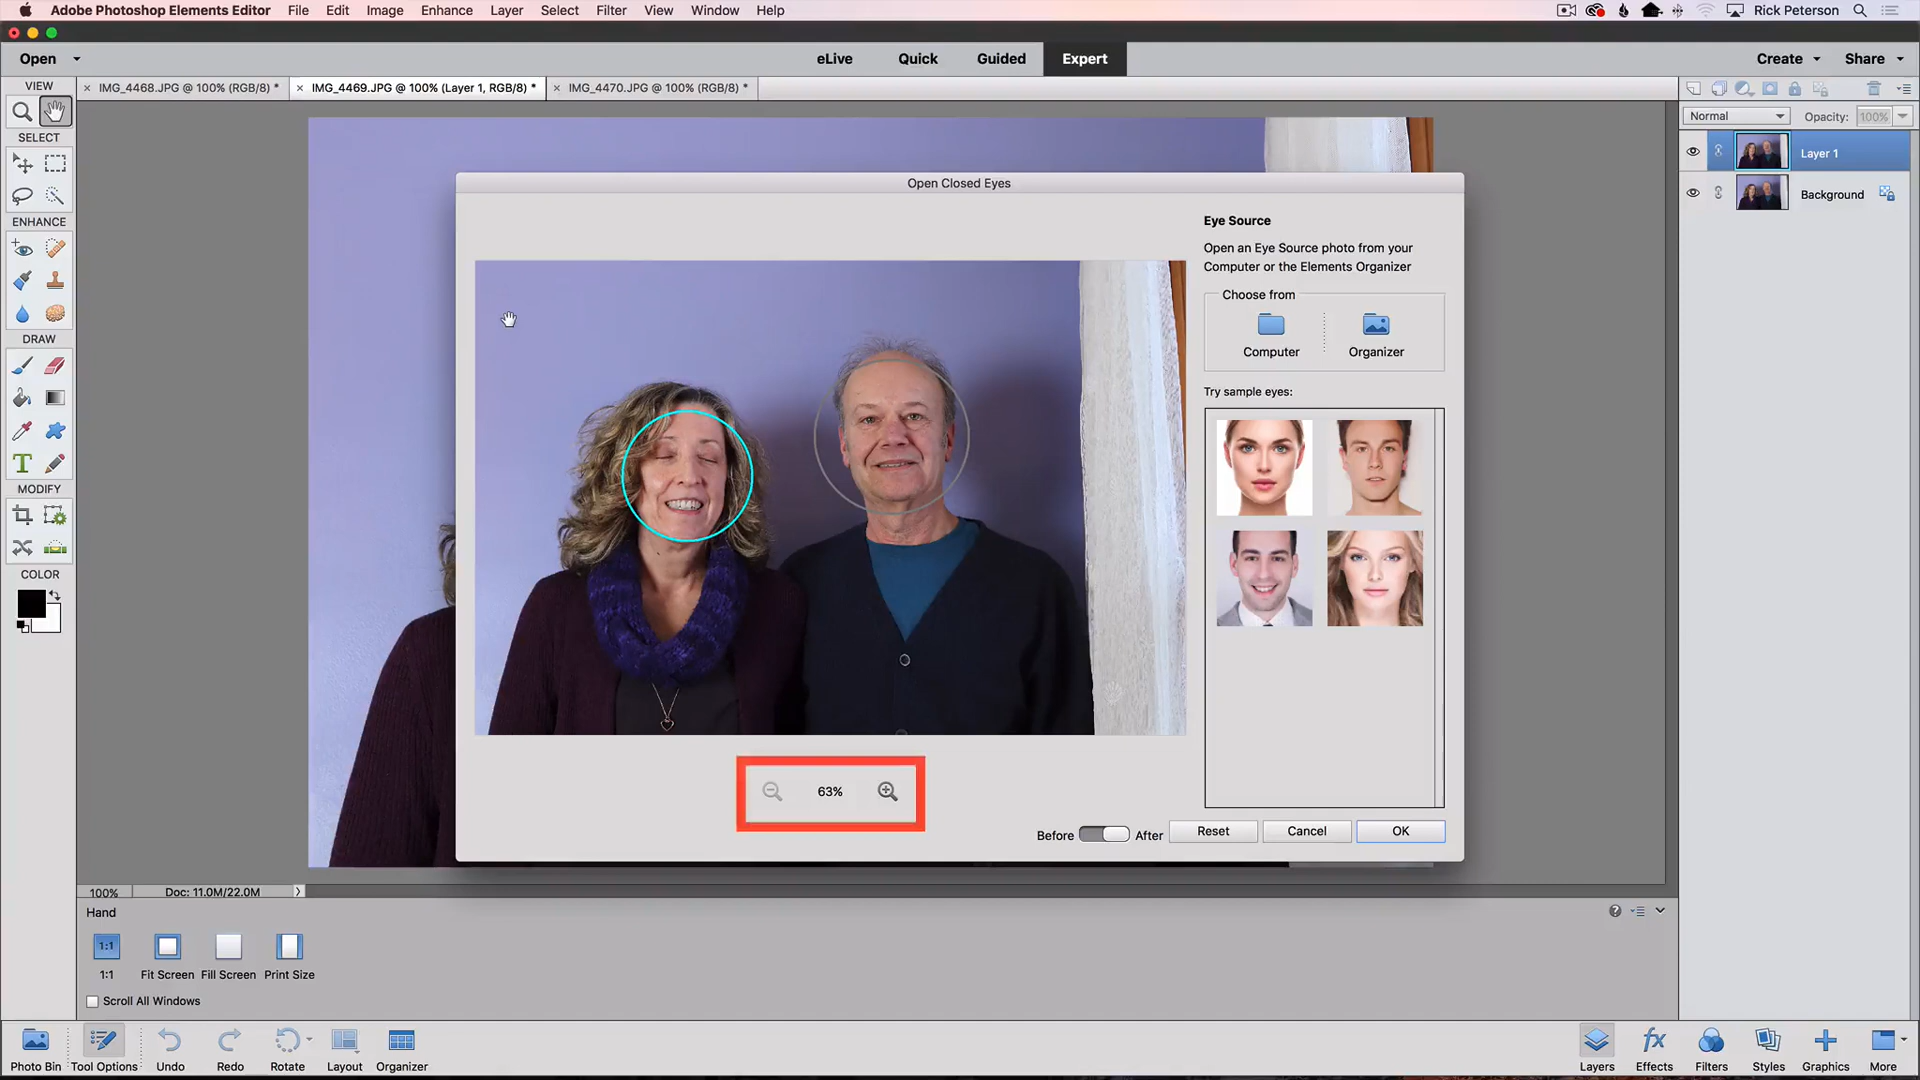 Adobe Photoshop Elements Editor File Edit Image Enhance Layer Select Filter View Window Help Rick Peterson
Open eLive Quick Guided Expert Create Share
VIEW
× IMG_4468.JPG @ 100% (RGB/8) * × IMG_4469.JPG @ 100% (Layer 1, RGB/8) * × IMG_4470.JPG @ 100% (RGB/8) *
Normal Opacity: 100%
SELECT
Layer 1
Background
ENHANCE
DRAW
T
MODIFY
COLOR
Open Closed Eyes
Eye Source
Open an Eye Source photo from your
Computer or the Elements Organizer
Choose from
Computer Organizer
Try sample eyes:
63%
Before After Reset Cancel OK
100% Doc: 11.0M/22.0M
Hand
1:1
1:1 Fit Screen Fill Screen Print Size
Scroll All Windows
fx
Photo Bin Tool Options Undo Redo Rotate Layout Organizer Layers Effects Filters Styles Graphics More